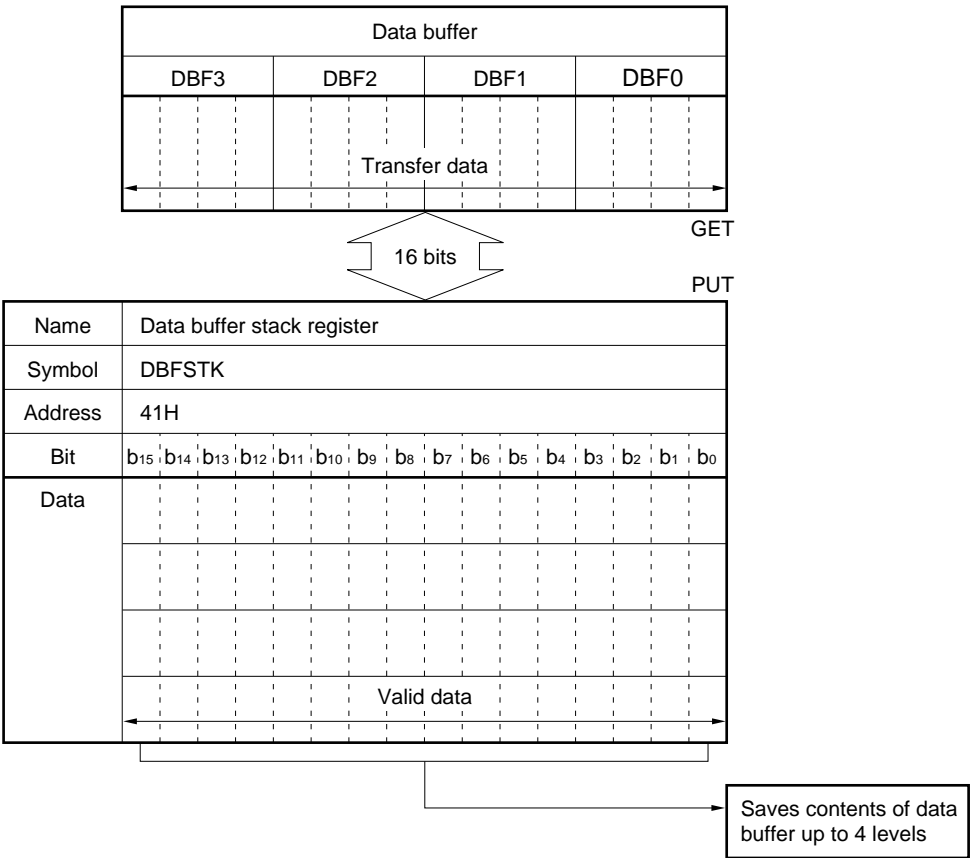 Data buffer
DBF3 DBF2 DBF1 DBF0
Transfer data
GET
16 bits
PUT
Name Data buffer stack register
Symbol DBFSTK
Address 41H
Bit b15 b14 b13 b12 b11 b10 b9 b8 b7 b6 b5 b4 b3 b2 b1 b0
Data
Valid data
Saves contents of data
buffer up to 4 levels